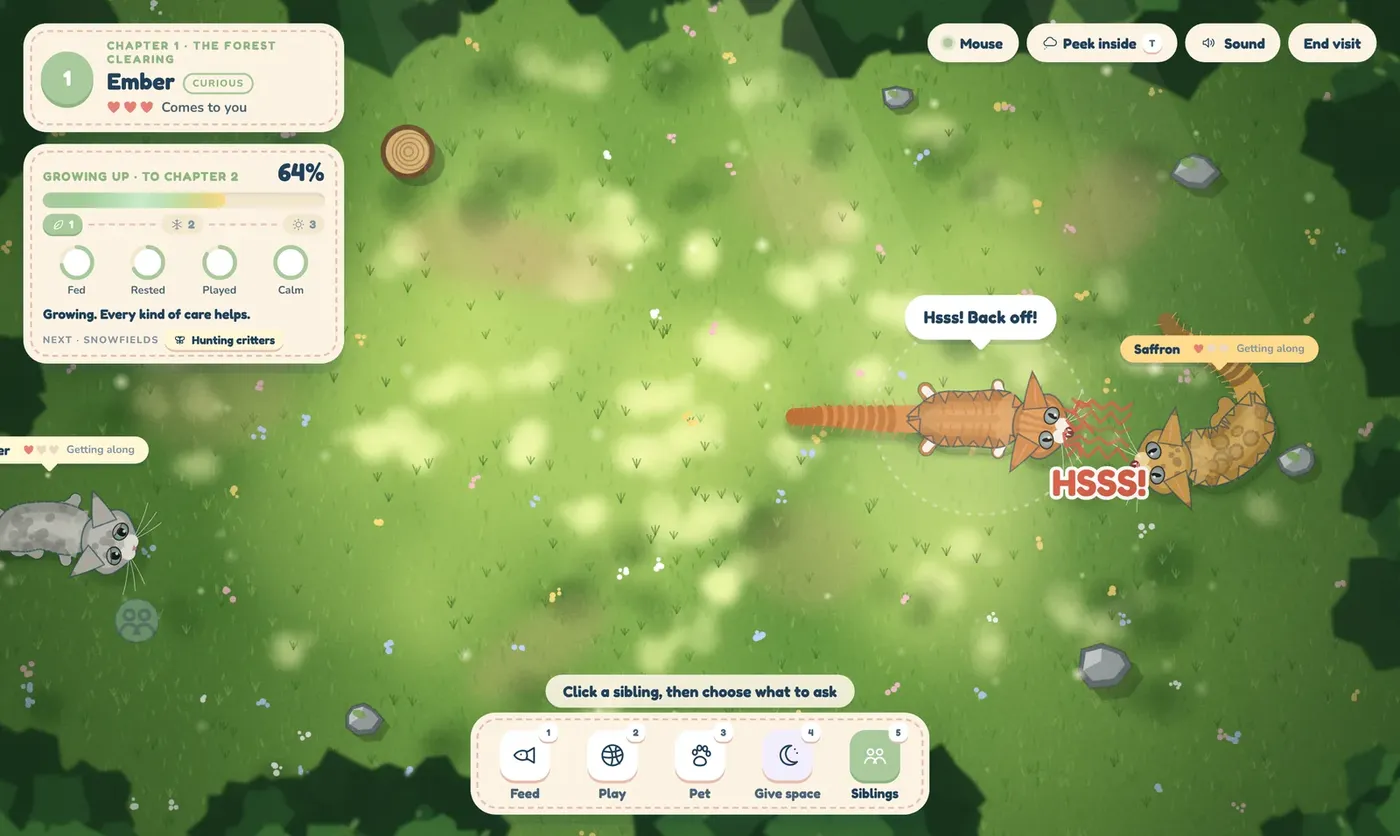 CHAPTER 1 · THE FOREST
CLEARING
1
Ember CURIOUS
Comes to you
GROWING UP · TO CHAPTER 2 64%
1 2 3
Fed Rested Played Calm
Growing. Every kind of care helps.
NEXT · SNOWFIELDS Hunting critters
Mouse
Peek inside T
Sound
End visit
Hsss! Back off!
Saffron Getting along
er Getting along
HSSS!
Click a sibling, then choose what to ask
1 2 3 4 5
Feed Play Pet Give space Siblings